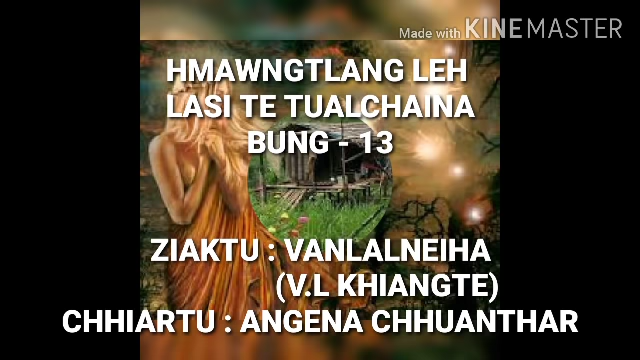 Made with KINEMASTER
HMAWNGTLANG LEH
LASI TE TUALCHAINA
BUNG - 13
ZIAKTU : VANLALNEIHA
(V.L KHIANGTE)
CHHIARTU : ANGENA CHHUANTHAR